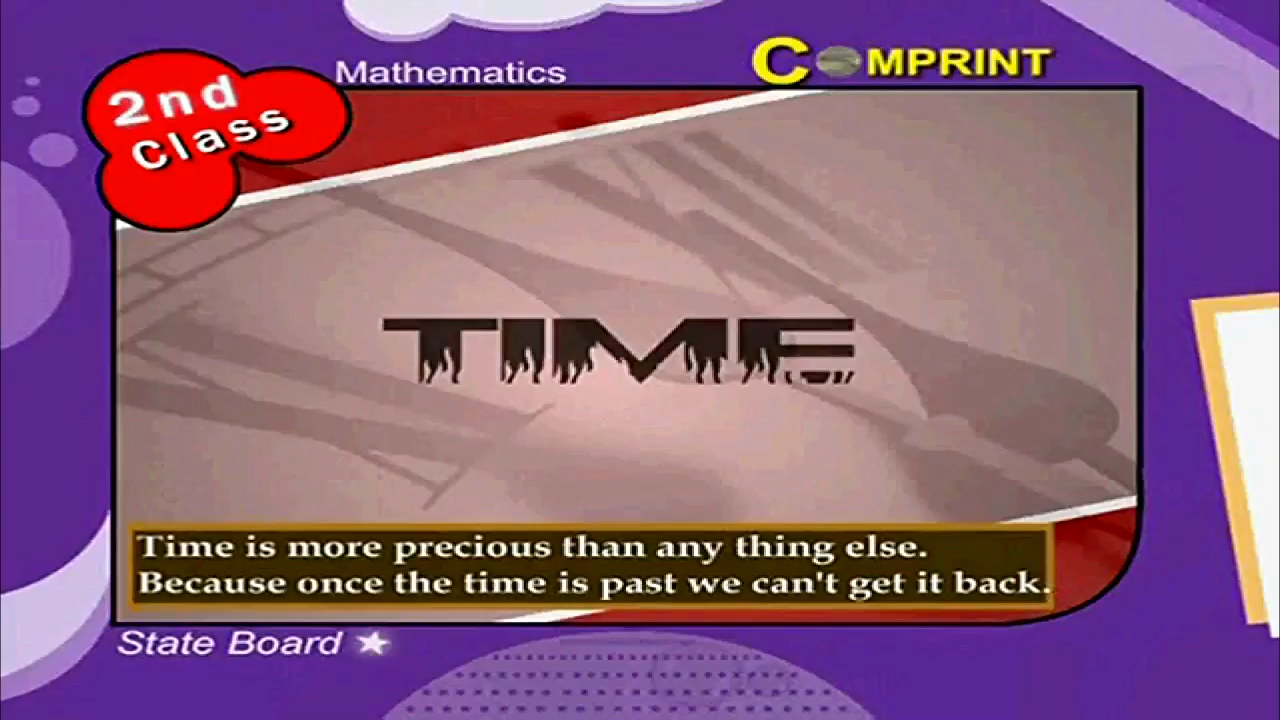 Mathematics
COMPRINT
2nd
Class
TIME
Time is more precious than any thing else.
Because once the time is past we can't get it back.
State Board